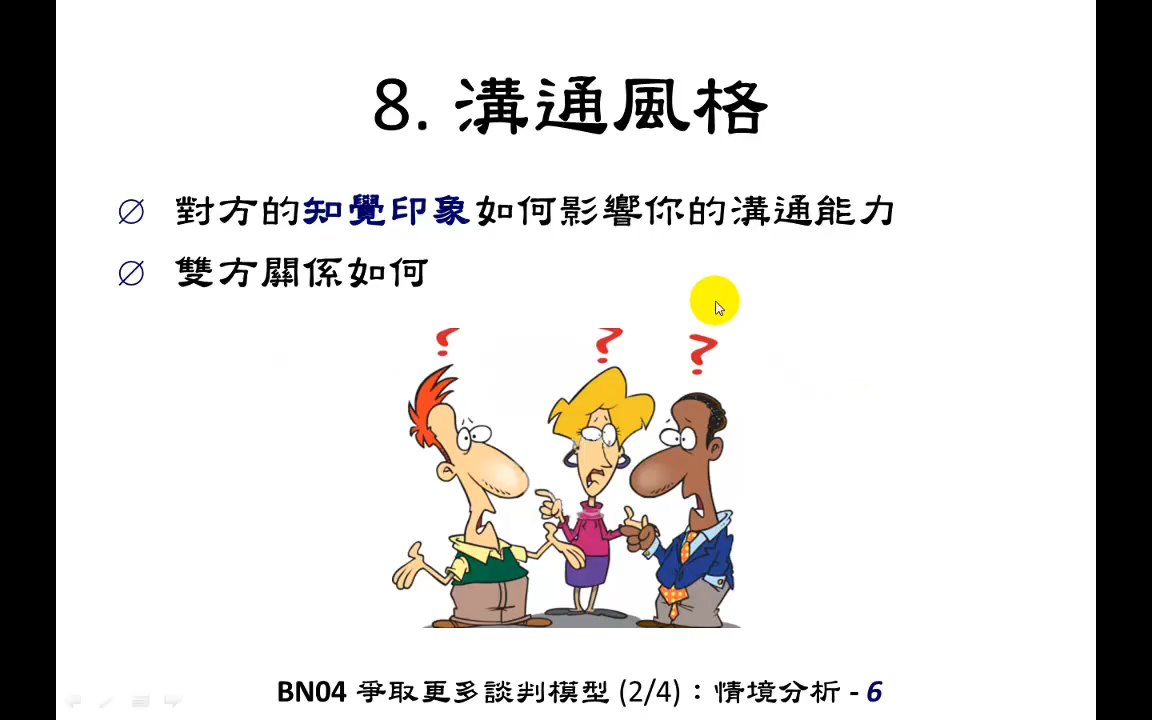 8. 溝通風格
對方的知覺印象如何影響你的溝通能力
雙方關係如何
? ? ?
BN04 爭取更多談判模型 (2/4)：情境分析 - 6